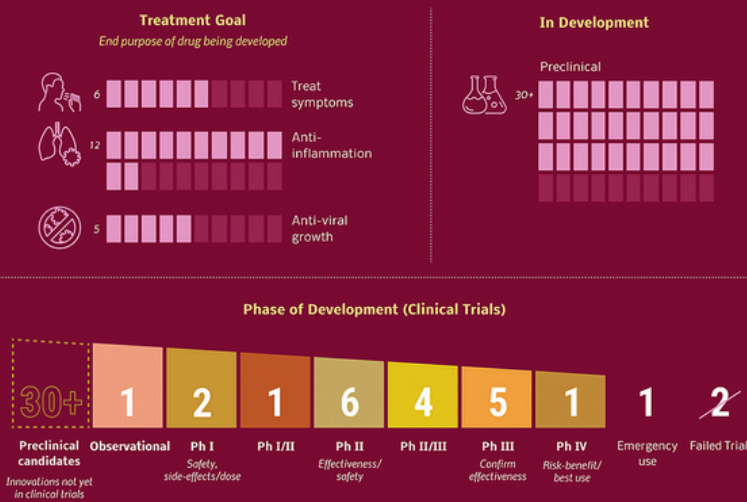 Treatment Goal
End purpose of drug being developed
6
Treat
symptoms
12
Anti-
inflammation
5
Anti-viral
growth
In Development
Preclinical
30+
Phase of Development (Clinical Trials)
30+
1
2
1
6
4
5
1
1
2
Preclinical
candidates
Innovations not yet
in clinical trials
Observational
Ph I
Safety,
side-effects/dose
Ph I/II
Ph II
Effectiveness/
safety
Ph II/III
Ph III
Confirm
effectiveness
Ph IV
Risk-benefit/
best use
Emergency
use
Failed Trial